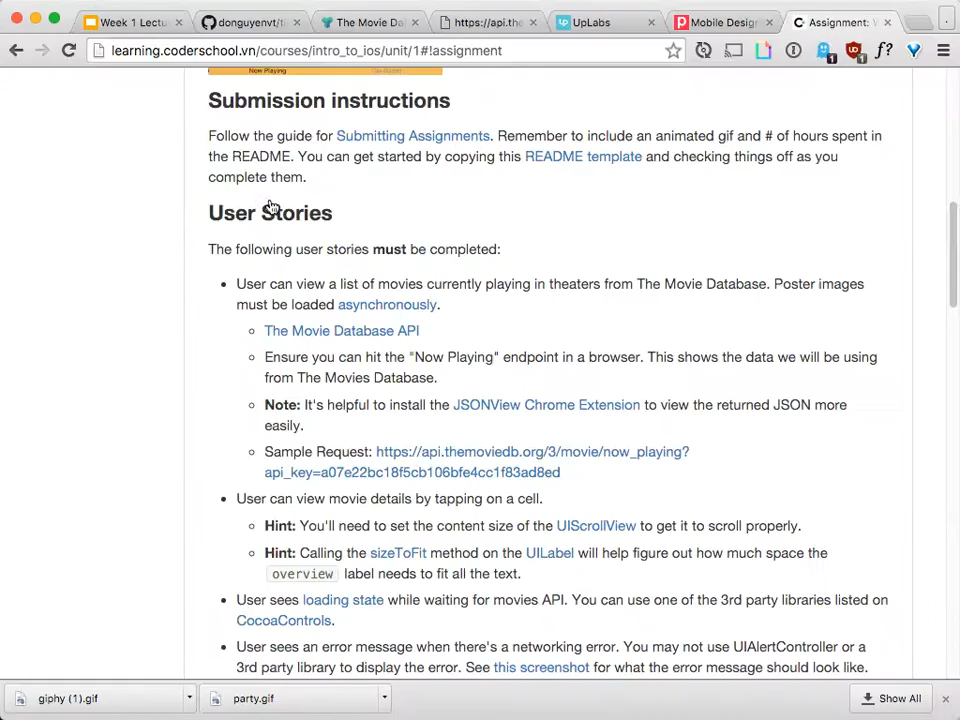 Week 1 Lectu
donguyenvt/ti
The Movie Da
https://api.the
UpLabs
Mobile Desig
Assignment: W
learning.coderschool.vn/courses/intro_to_ios/unit/1#!assignment
Now Playing
Submission instructions
Follow the guide for Submitting Assignments. Remember to include an animated gif and # of hours spent in
the README. You can get started by copying this README template and checking things off as you
complete them.
User Stories
The following user stories must be completed:
• User can view a list of movies currently playing in theaters from The Movie Database. Poster images
must be loaded asynchronously.
The Movie Database API
Ensure you can hit the "Now Playing" endpoint in a browser. This shows the data we will be using
from The Movies Database.
Note: It's helpful to install the JSONView Chrome Extension to view the returned JSON more
easily.
Sample Request: https://api.themoviedb.org/3/movie/now_playing?
api_key=a07e22bc18f5cb106bfe4cc1f83ad8ed
• User can view movie details by tapping on a cell.
Hint: You'll need to set the content size of the UIScrollView to get it to scroll properly.
Hint: Calling the sizeToFit method on the UILabel will help figure out how much space the
overview label needs to fit all the text.
• User sees loading state while waiting for movies API. You can use one of the 3rd party libraries listed on
CocoaControls.
• User sees an error message when there's a networking error. You may not use UIAlertController or a
3rd party library to display the error. See this screenshot for what the error message should look like.
giphy (1).gif
party.gif
Show All